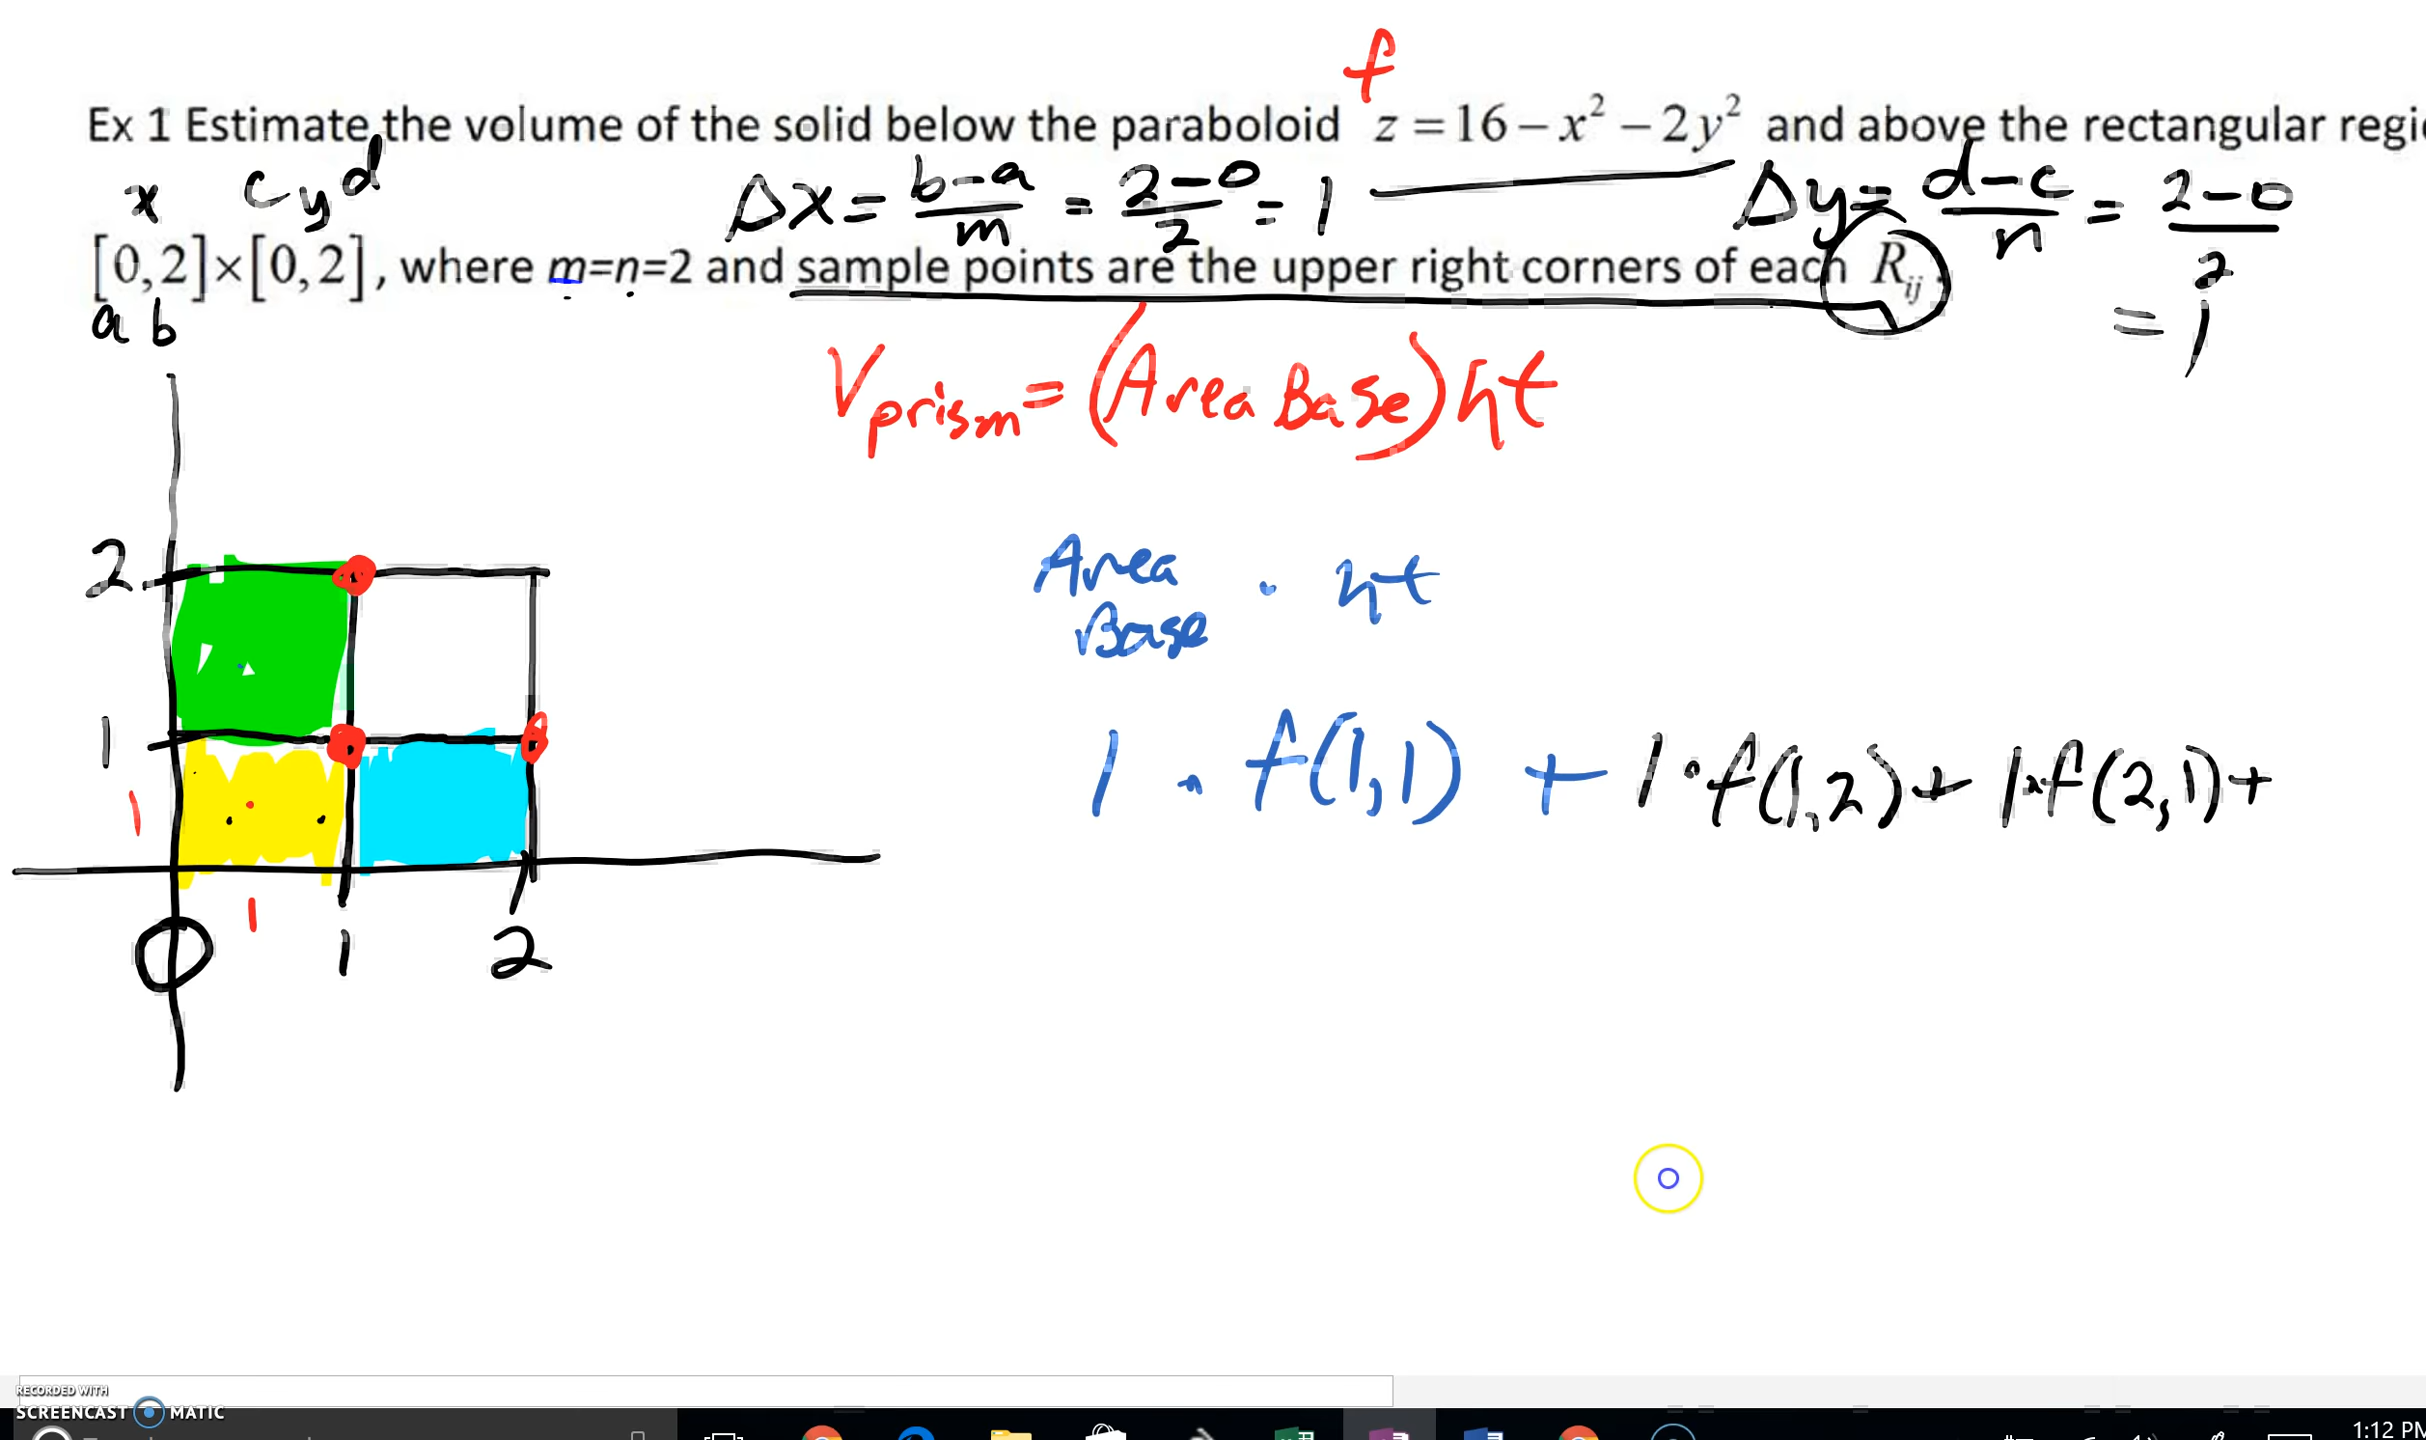 f
Ex 1 Estimate the volume of the solid below the paraboloid z = 16 – x² – 2y² and above the rectangular regi
x c y d Δx = b-a/m = 2-0/2 = 1 Δy = d-c/n = 2-0/2 = 1
[0,2]×[0,2], where m=n=2 and sample points are the upper right corners of each R_ij.
a b
V_prism = (Area Base) ht
2
Area Base · ht
1
1 · f(1,1) + 1 · f(1,2) + 1 · f(2,1) +
1
1
0 1 2
RECORDED WITH
SCREENCAST MATIC
1:12 PM